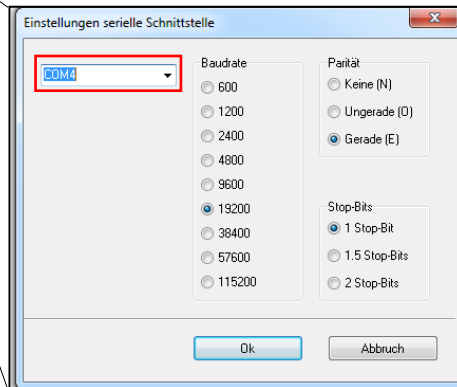 Einstellungen serielle Schnittstelle
COM4
Baudrate
600
1200
2400
4800
9600
19200
38400
57600
115200
Parität
Keine (N)
Ungerade (O)
Gerade (E)
Stop-Bits
1 Stop-Bit
1.5 Stop-Bits
2 Stop-Bits
Ok
Abbruch